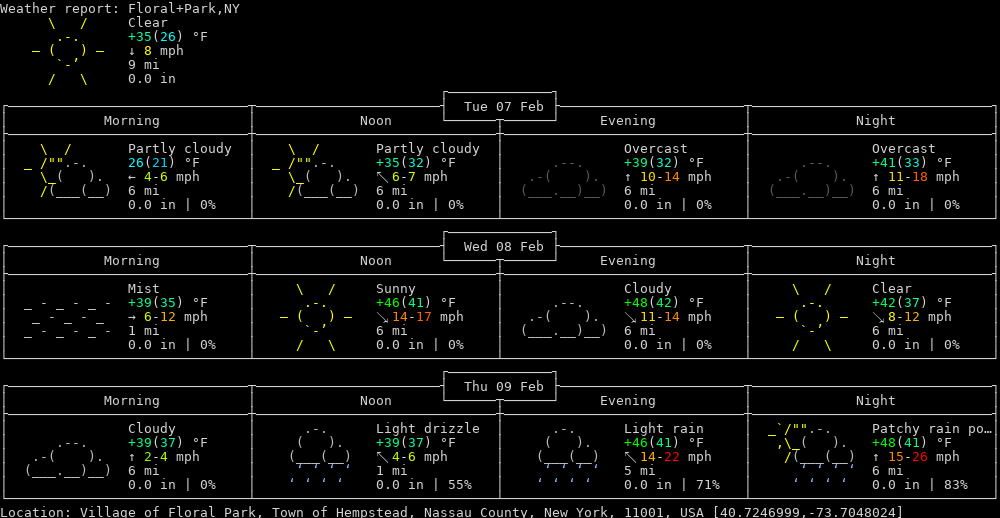 Weather report: Floral+Park,NY
Clear
+35(26) °F
↓ 8 mph
9 mi
0.0 in
Tue 07 Feb
Morning Noon Evening Night
Partly cloudy Partly cloudy Overcast Overcast
26(21) °F +35(32) °F +39(32) °F +41(33) °F
← 4-6 mph ↖ 6-7 mph ↑ 10-14 mph ↑ 11-18 mph
6 mi 6 mi 6 mi 6 mi
0.0 in | 0% 0.0 in | 0% 0.0 in | 0% 0.0 in | 0%
Wed 08 Feb
Morning Noon Evening Night
Mist Sunny Cloudy Clear
+39(35) °F +46(41) °F +48(42) °F +42(37) °F
→ 6-12 mph ↘ 14-17 mph ↘ 11-14 mph ↘ 8-12 mph
1 mi 6 mi 6 mi 6 mi
0.0 in | 0% 0.0 in | 0% 0.0 in | 0% 0.0 in | 0%
Thu 09 Feb
Morning Noon Evening Night
Cloudy Light drizzle Light rain Patchy rain po…
+39(37) °F +39(37) °F +46(41) °F +48(41) °F
↑ 2-4 mph ↖ 4-6 mph ↖ 14-22 mph ↑ 15-26 mph
6 mi 1 mi 5 mi 6 mi
0.0 in | 0% 0.0 in | 55% 0.0 in | 71% 0.0 in | 83%
Location: Village of Floral Park, Town of Hempstead, Nassau County, New York, 11001, USA [40.7246999,-73.7048024]